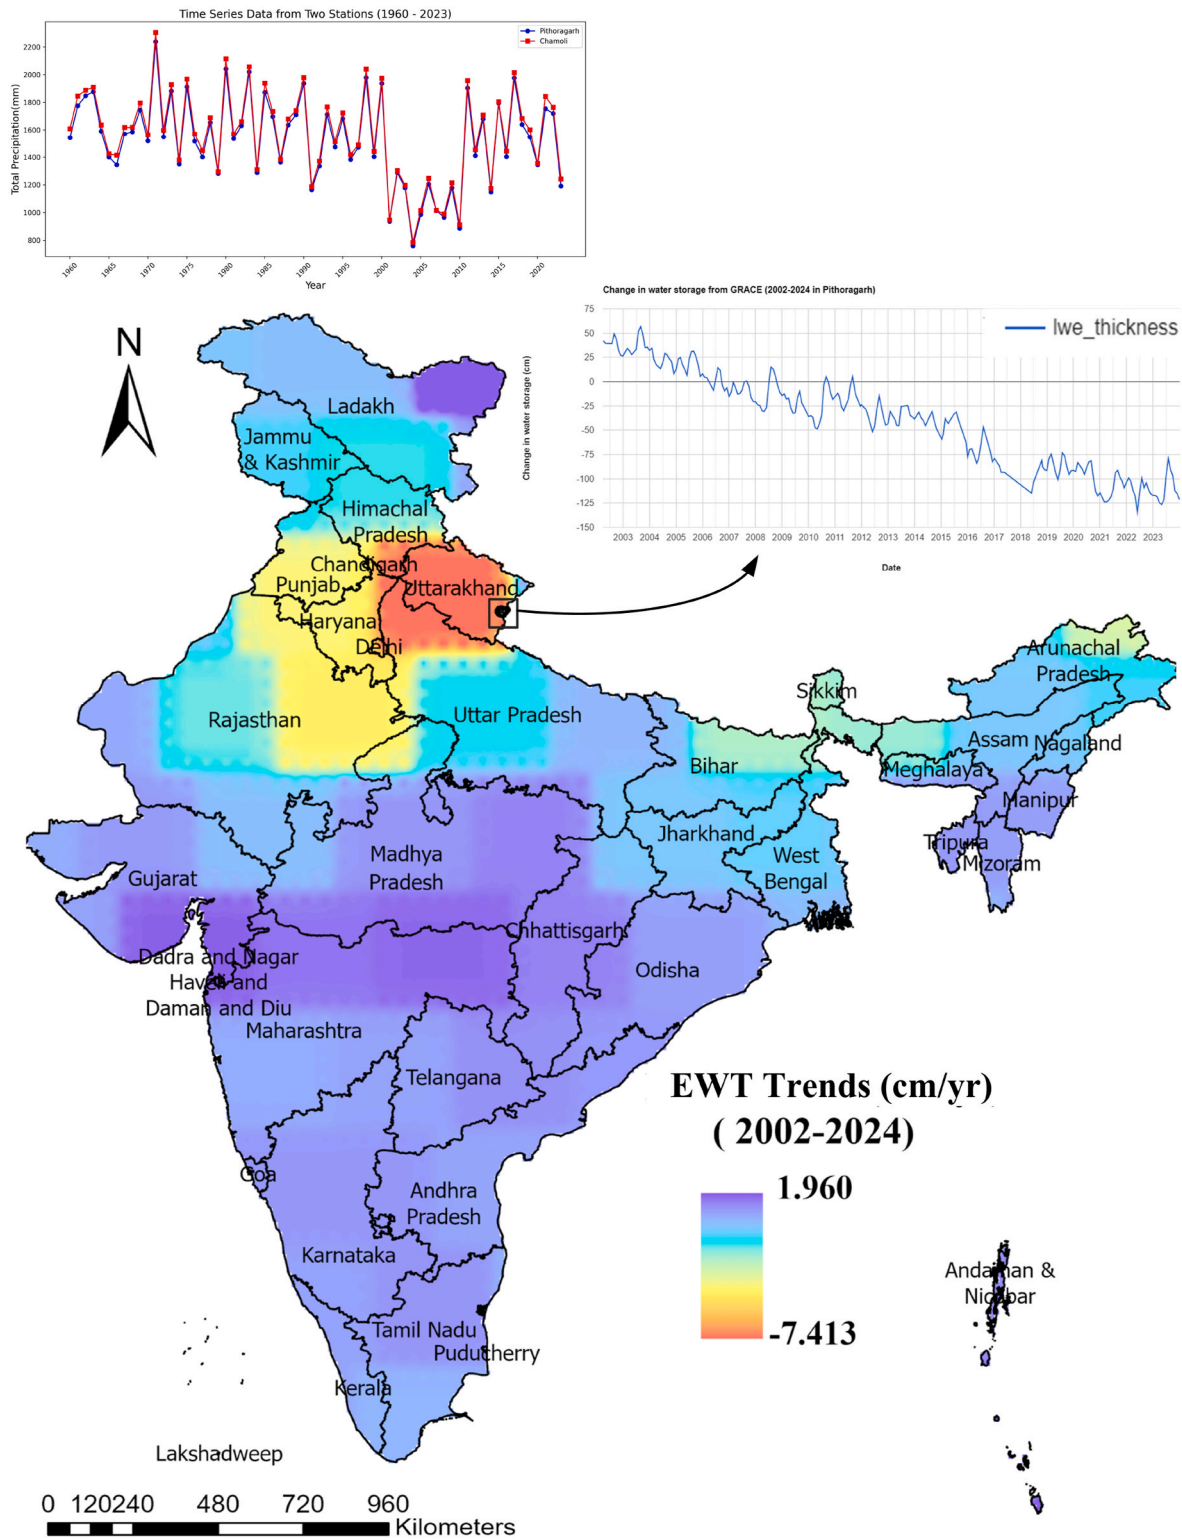 Time Series Data from Two Stations (1960 - 2023)
Pithoragarh
Chamoli
Total Precipitation(mm)
2200
2000
1800
1600
1400
1200
1000
800
1960 1965 1970 1975 1980 1985 1990 1995 2000 2005 2010 2015 2020
Year
Change in water storage from GRACE (2002-2024 in Pithoragarh)
lwe_thickness
Change in water storage (cm)
75
50
25
0
-25
-50
-75
-100
-125
-150
2003 2004 2005 2006 2007 2008 2009 2010 2011 2012 2013 2014 2015 2016 2017 2018 2019 2020 2021 2022 2023
Date
N
Ladakh
Jammu
& Kashmir
Himachal
Pradesh
Chandigarh
Punjab
Uttarakhand
Haryana
Delhi
Rajasthan
Uttar Pradesh
Bihar
Sikkim
Arunachal
Pradesh
Assam
Nagaland
Meghalaya
Manipur
Tripura
Mizoram
Jharkhand
West
Bengal
Madhya
Pradesh
Gujarat
Chhattisgarh
Odisha
Dadra and Nagar
Haveli and
Daman and Diu
Maharashtra
Telangana
Goa
Andhra
Pradesh
Karnataka
Tamil Nadu
Puducherry
Kerala
Lakshadweep
Andaman &
Nicobar
EWT Trends (cm/yr)
( 2002-2024)
1.960
-7.413
0 120 240 480 720 960
Kilometers